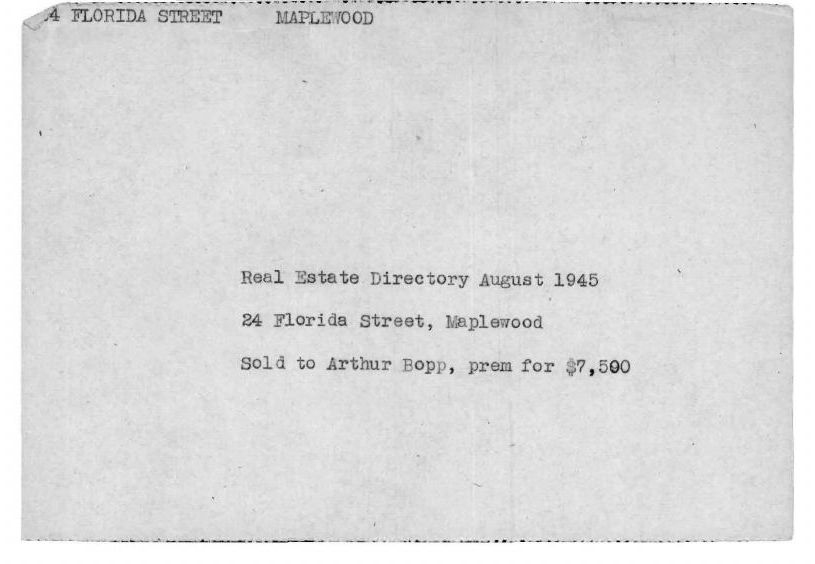 4 FLORIDA STREET MAPLEWOOD
Real Estate Directory August 1945
24 Florida Street, Maplewood
Sold to Arthur Bopp, prem for $7,500